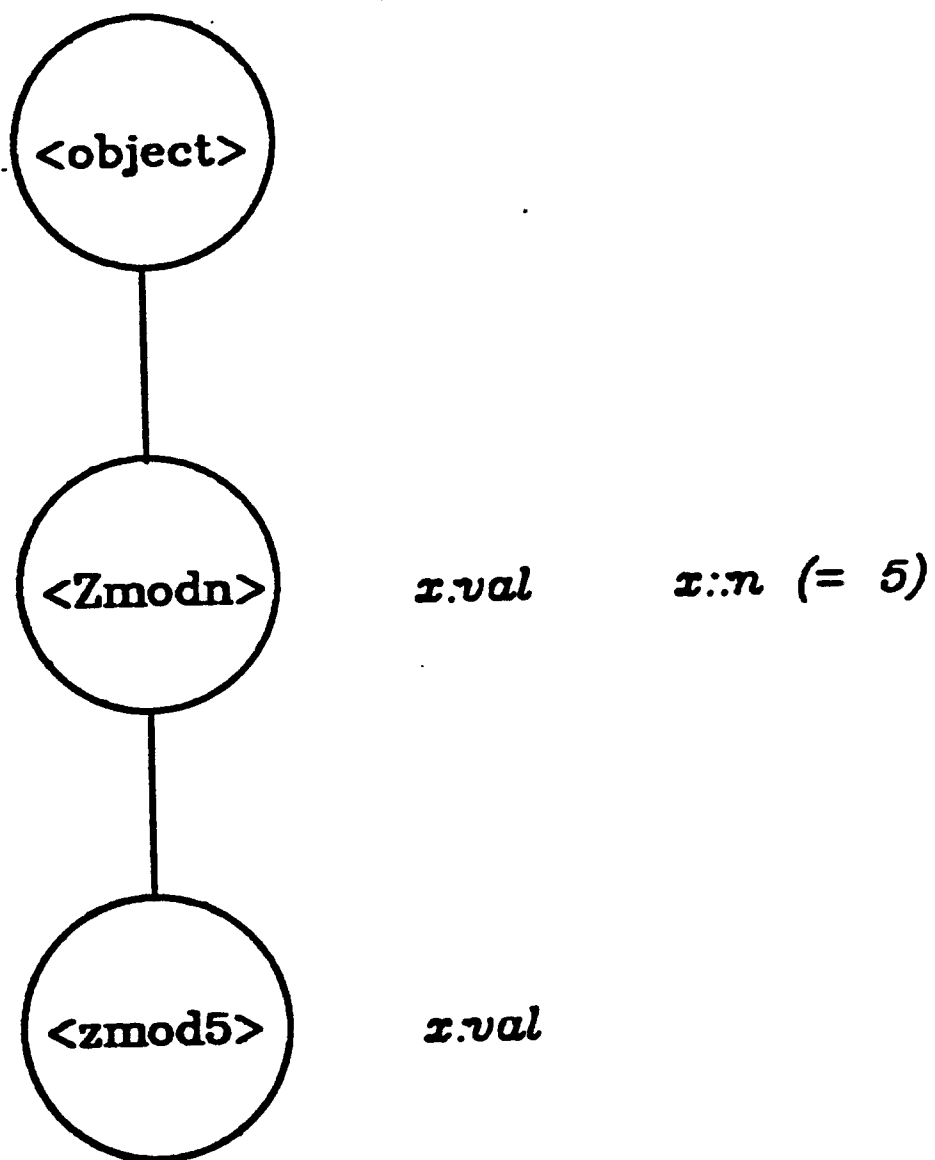 <object>
<Zmodn> x:val x::n (= 5)
<zmod5> x:val